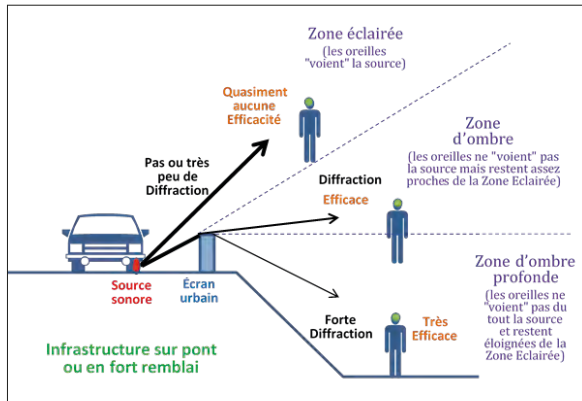 Zone éclairée
(les oreilles
"voient" la source)
Quasiment
aucune
Efficacité
Pas ou très
peu de
Diffraction
Zone
d'ombre
(les oreilles ne "voient" pas
la source mais restent assez
proches de la Zone Eclairée)
Diffraction
Efficace
Zone d'ombre
profonde
(les oreilles ne
"voient" pas du
tout la source
et restent
éloignées de la
Zone Eclairée)
Source
sonore
Écran
urbain
Forte
Diffraction
Très
Efficace
Infrastructure sur pont
ou en fort remblai